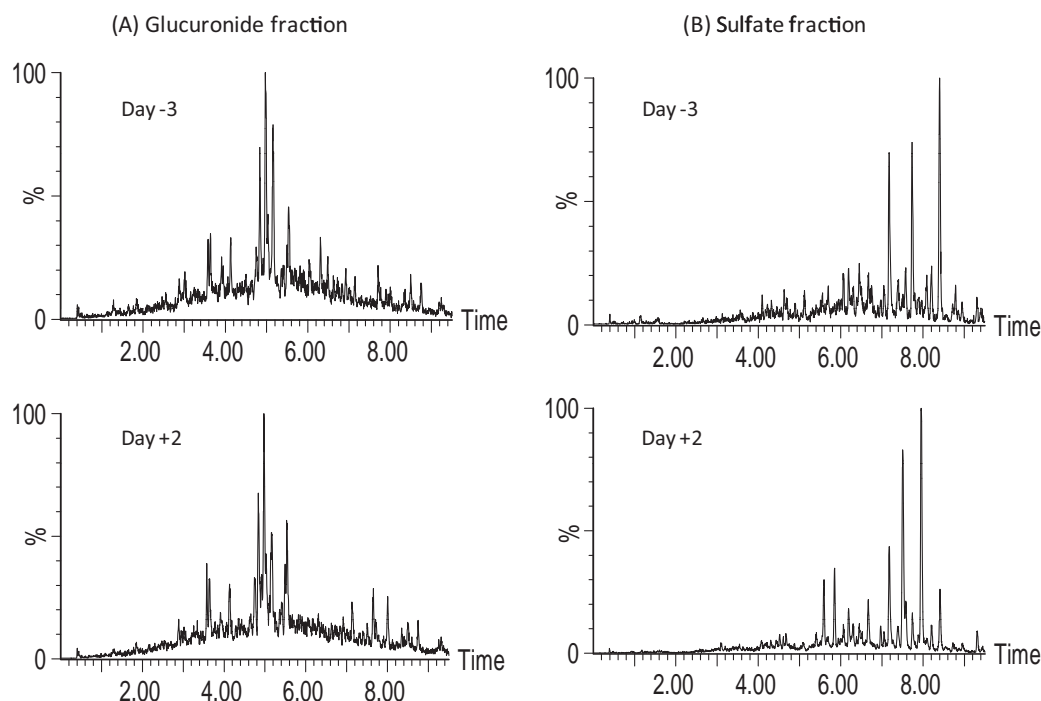 (A) Glucuronide fraction
(B) Sulfate fraction
100
Day -3
%
0
Time
2.00 4.00 6.00 8.00
100
Day -3
%
0
Time
2.00 4.00 6.00 8.00
100
Day +2
%
0
Time
2.00 4.00 6.00 8.00
100
Day +2
%
0
Time
2.00 4.00 6.00 8.00